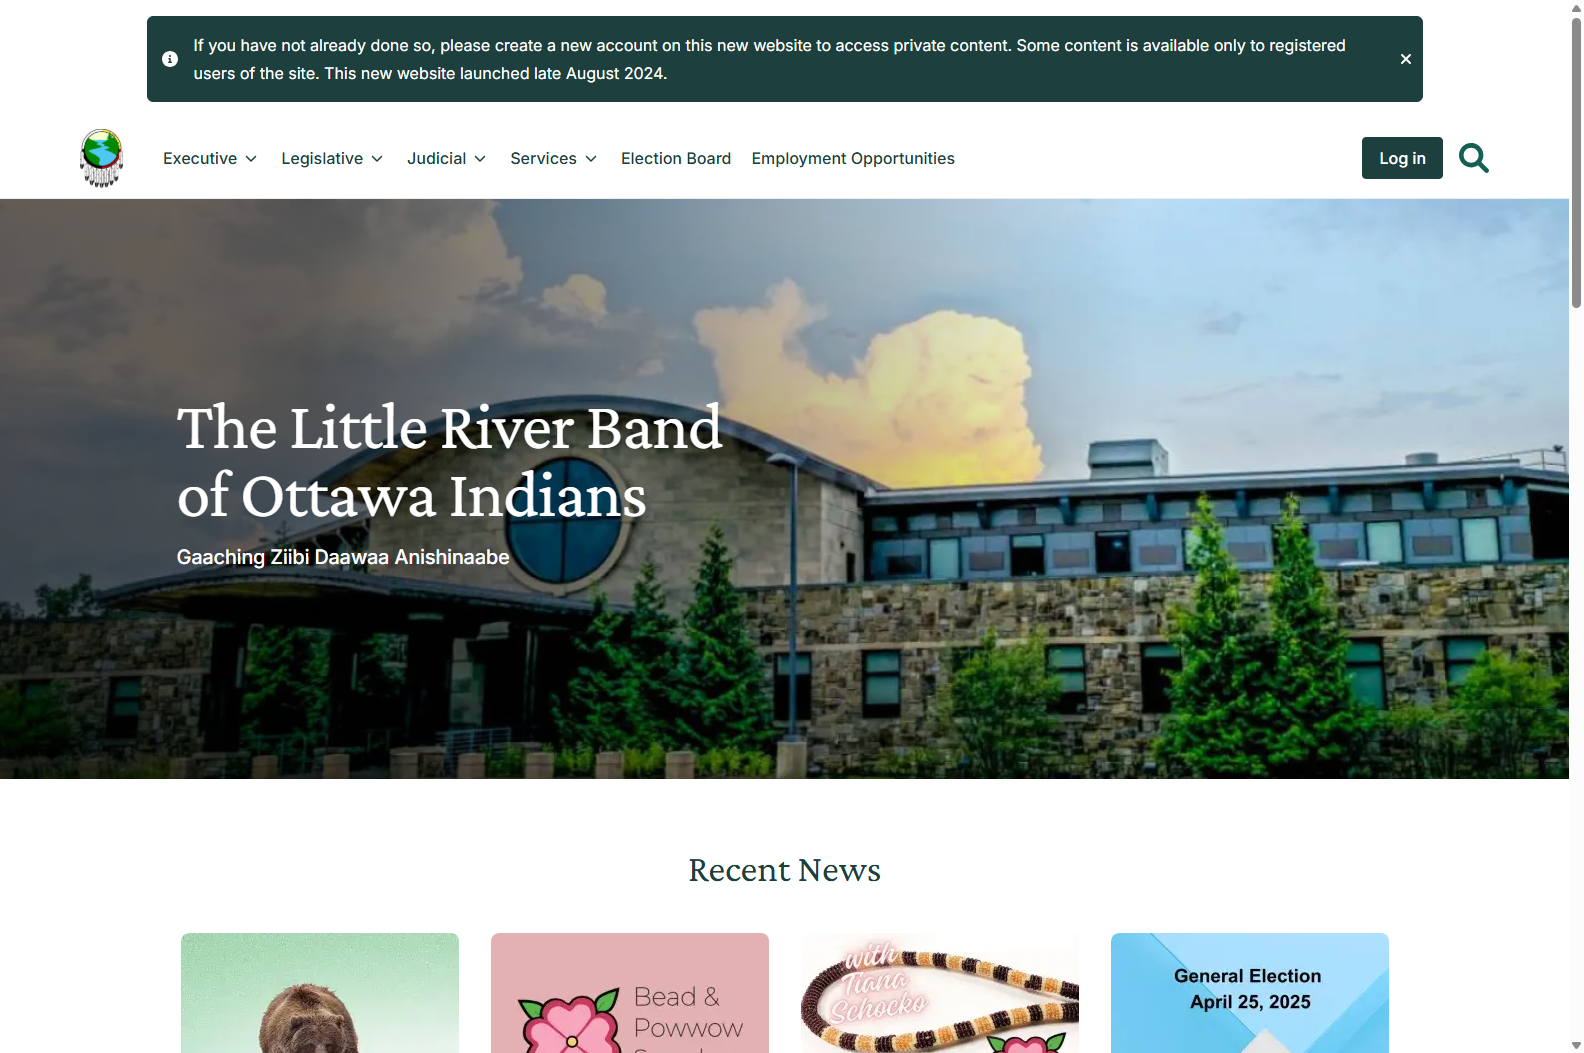 If you have not already done so, please create a new account on this new website to access private content. Some content is available only to registered
users of the site. This new website launched late August 2024.
Executive
Legislative
Judicial
Services
Election Board
Employment Opportunities
Log in
The Little River Band
of Ottawa Indians
Gaaching Ziibi Daawaa Anishinaabe
Recent News
Bead &
Powwow
with
Tiana
Schocko
General Election
April 25, 2025